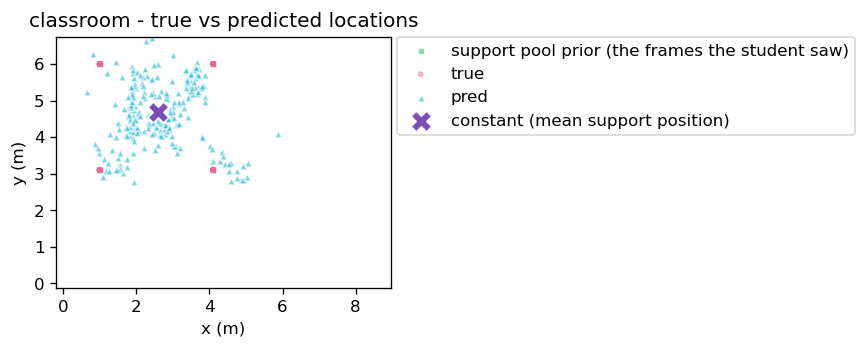 classroom - true vs predicted locations
support pool prior (the frames the student saw)
true
pred
constant (mean support position)
y (m)
6
5
4
3
2
1
0
0 2 4 6 8
x (m)